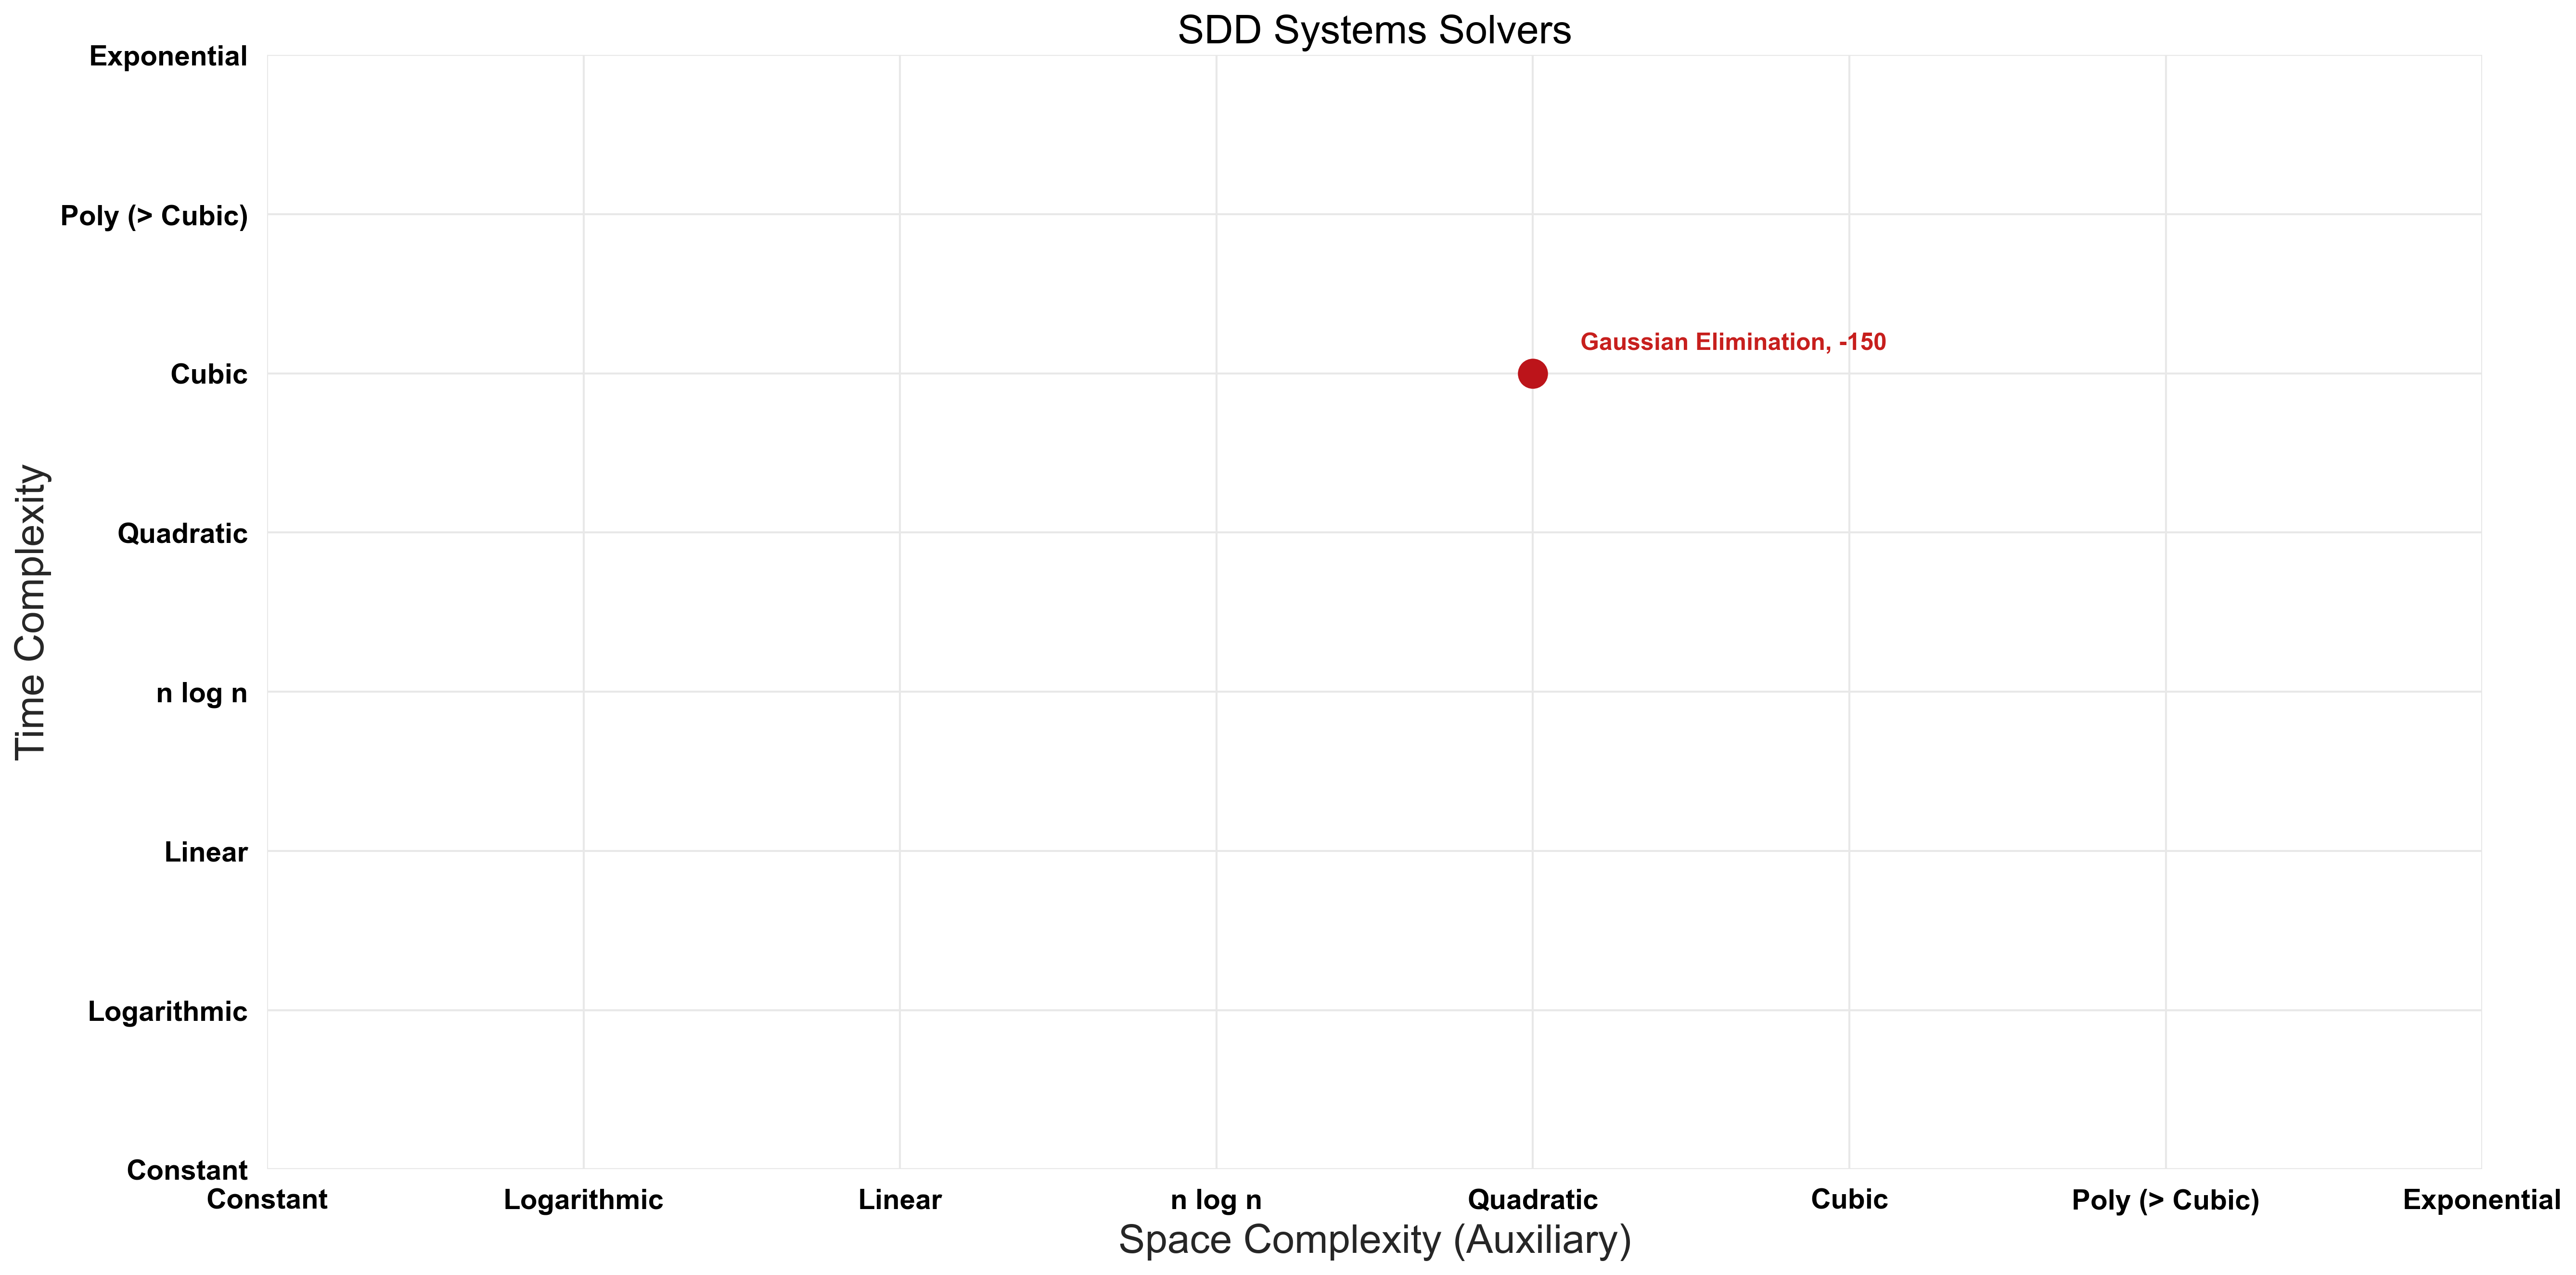 SDD Systems Solvers
Exponential
Poly (> Cubic)
Gaussian Elimination, -150
Cubic
Quadratic
n log n
Linear
Logarithmic
Constant
Time Complexity
Constant Logarithmic Linear n log n Quadratic Cubic Poly (> Cubic) Exponential
Space Complexity (Auxiliary)